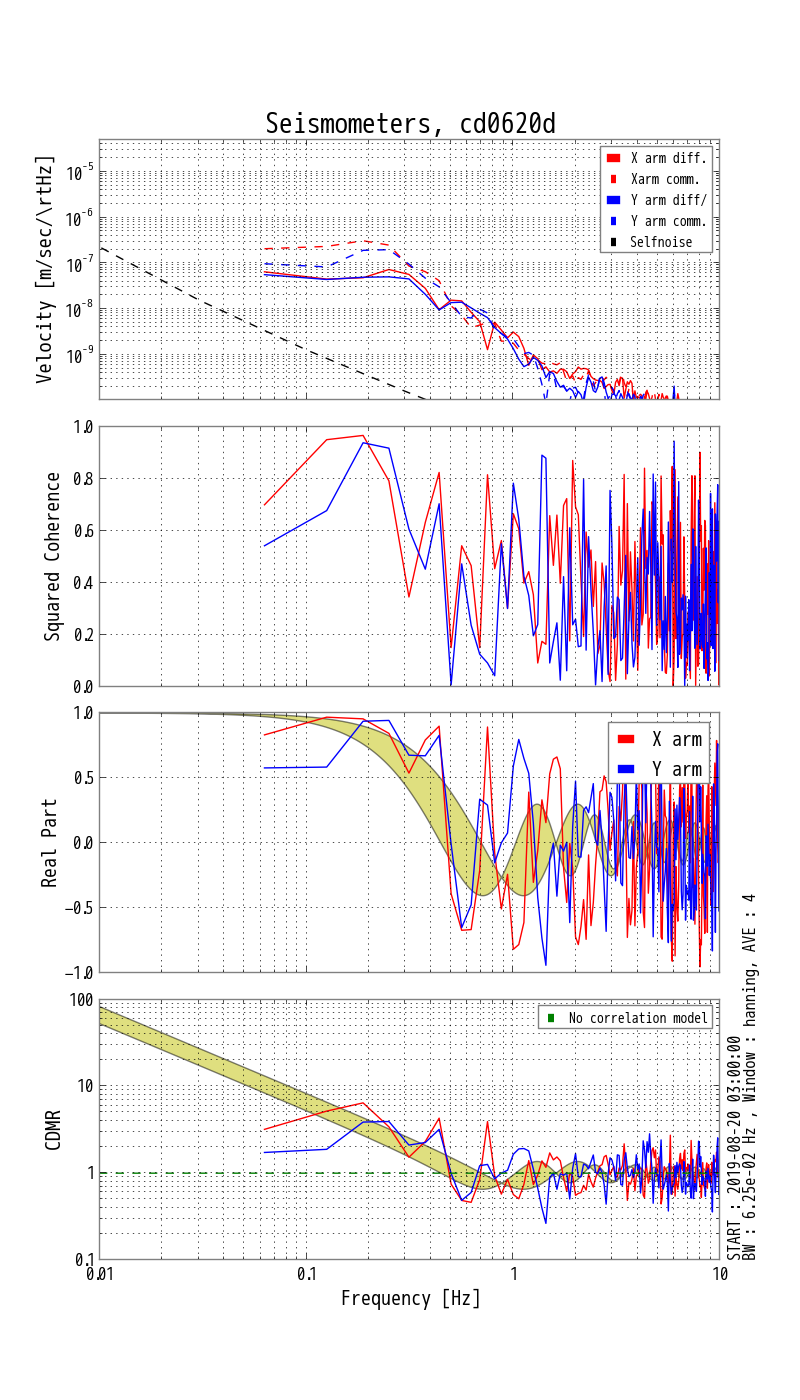 Seismometers, cd0620d
Velocity [m/sec/\rtHz]
10^-5
10^-6
10^-7
10^-8
10^-9
X arm diff.
Xarm comm.
Y arm diff/
Y arm comm.
Selfnoise
Squared Coherence
1.0
0.8
0.6
0.4
0.2
0.0
Real Part
1.0
0.5
0.0
−0.5
−1.0
X arm
Y arm
CDMR
100
10
1
0.1
No correlation model
0.01
0.1
1
10
Frequency [Hz]
START : 2019-08-20 03:00:00
BW : 6.25e-02 Hz , Window : hanning, AVE : 4